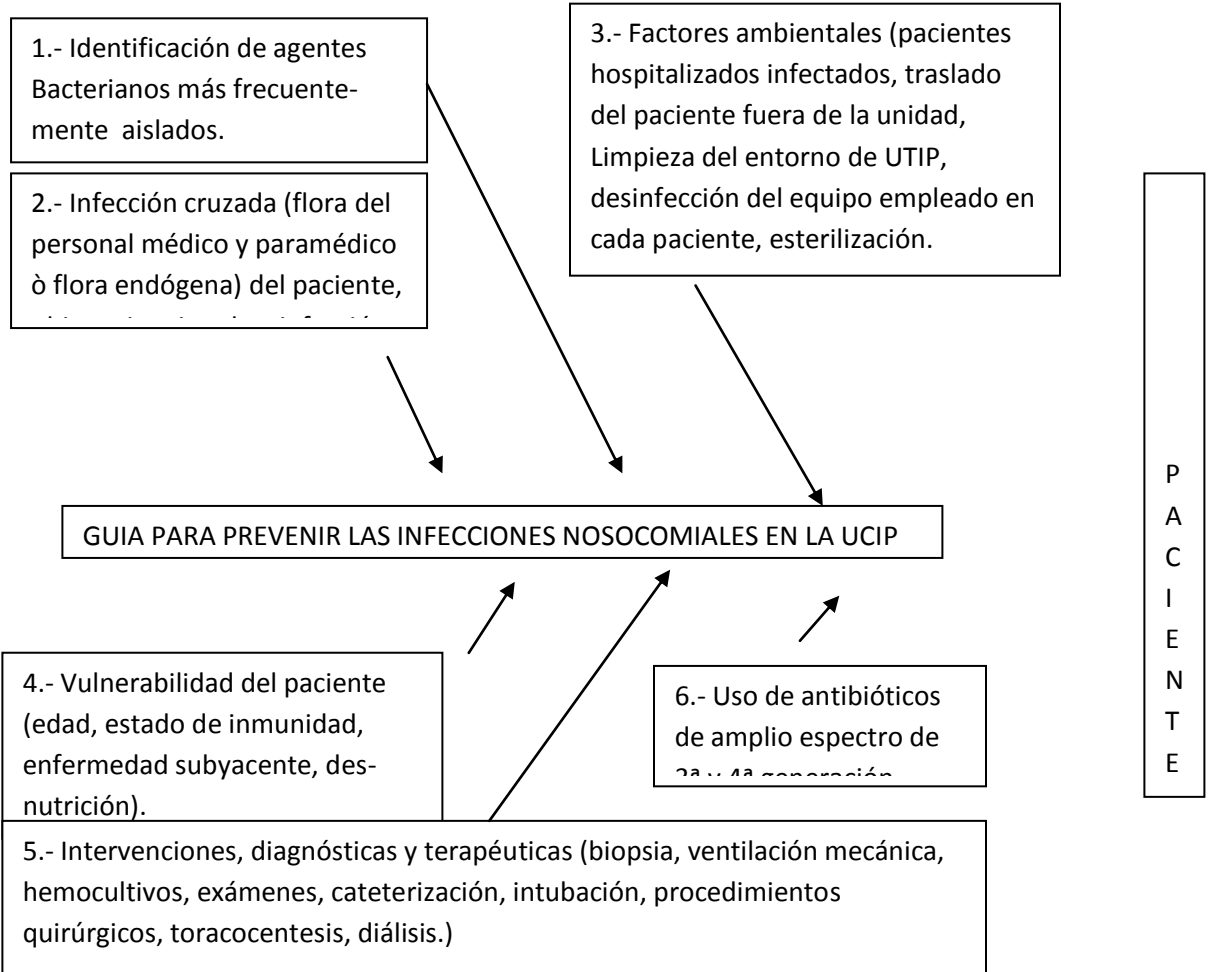 1.- Identificación de agentes
Bacterianos más frecuente-
mente aislados.
2.- Infección cruzada (flora del
personal médico y paramédico
ò flora endógena) del paciente,
3.- Factores ambientales (pacientes
hospitalizados infectados, traslado
del paciente fuera de la unidad,
Limpieza del entorno de UTIP,
desinfección del equipo empleado en
cada paciente, esterilización.
GUIA PARA PREVENIR LAS INFECCIONES NOSOCOMIALES EN LA UCIP
4.- Vulnerabilidad del paciente
(edad, estado de inmunidad,
enfermedad subyacente, des-
nutrición).
6.- Uso de antibióticos
de amplio espectro de
y 4ª generación
5.- Intervenciones, diagnósticas y terapéuticas (biopsia, ventilación mecánica,
hemocultivos, exámenes, cateterización, intubación, procedimientos
quirúrgicos, toracocentesis, diálisis.)
P
A
C
I
E
N
T
E